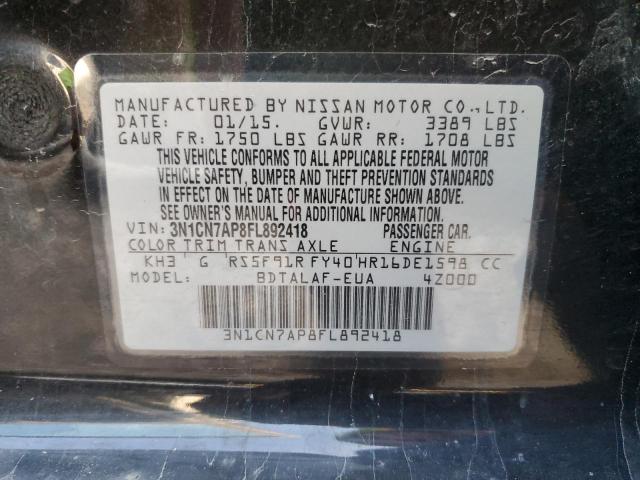 MANUFACTURED BY NISSAN MOTOR CO.,LTD.
DATE: 01/15. GVWR: 3389 LBS
GAWR FR: 1750 LBS GAWR RR: 1708 LBS
THIS VEHICLE CONFORMS TO ALL APPLICABLE FEDERAL MOTOR
VEHICLE SAFETY, BUMPER AND THEFT PREVENTION STANDARDS
IN EFFECT ON THE DATE OF MANUFACTURE SHOWN ABOVE.
SEE OWNER'S MANUAL FOR ADDITIONAL INFORMATION.
VIN: 3N1CN7AP8FL892418 PASSENGER CAR.
COLOR TRIM TRANS AXLE ENGINE
KH3 G RS5F91R FY40 HR16DE1598 CC
MODEL: BDTALAF-EUA 4Z000
3N1CN7AP8FL892418